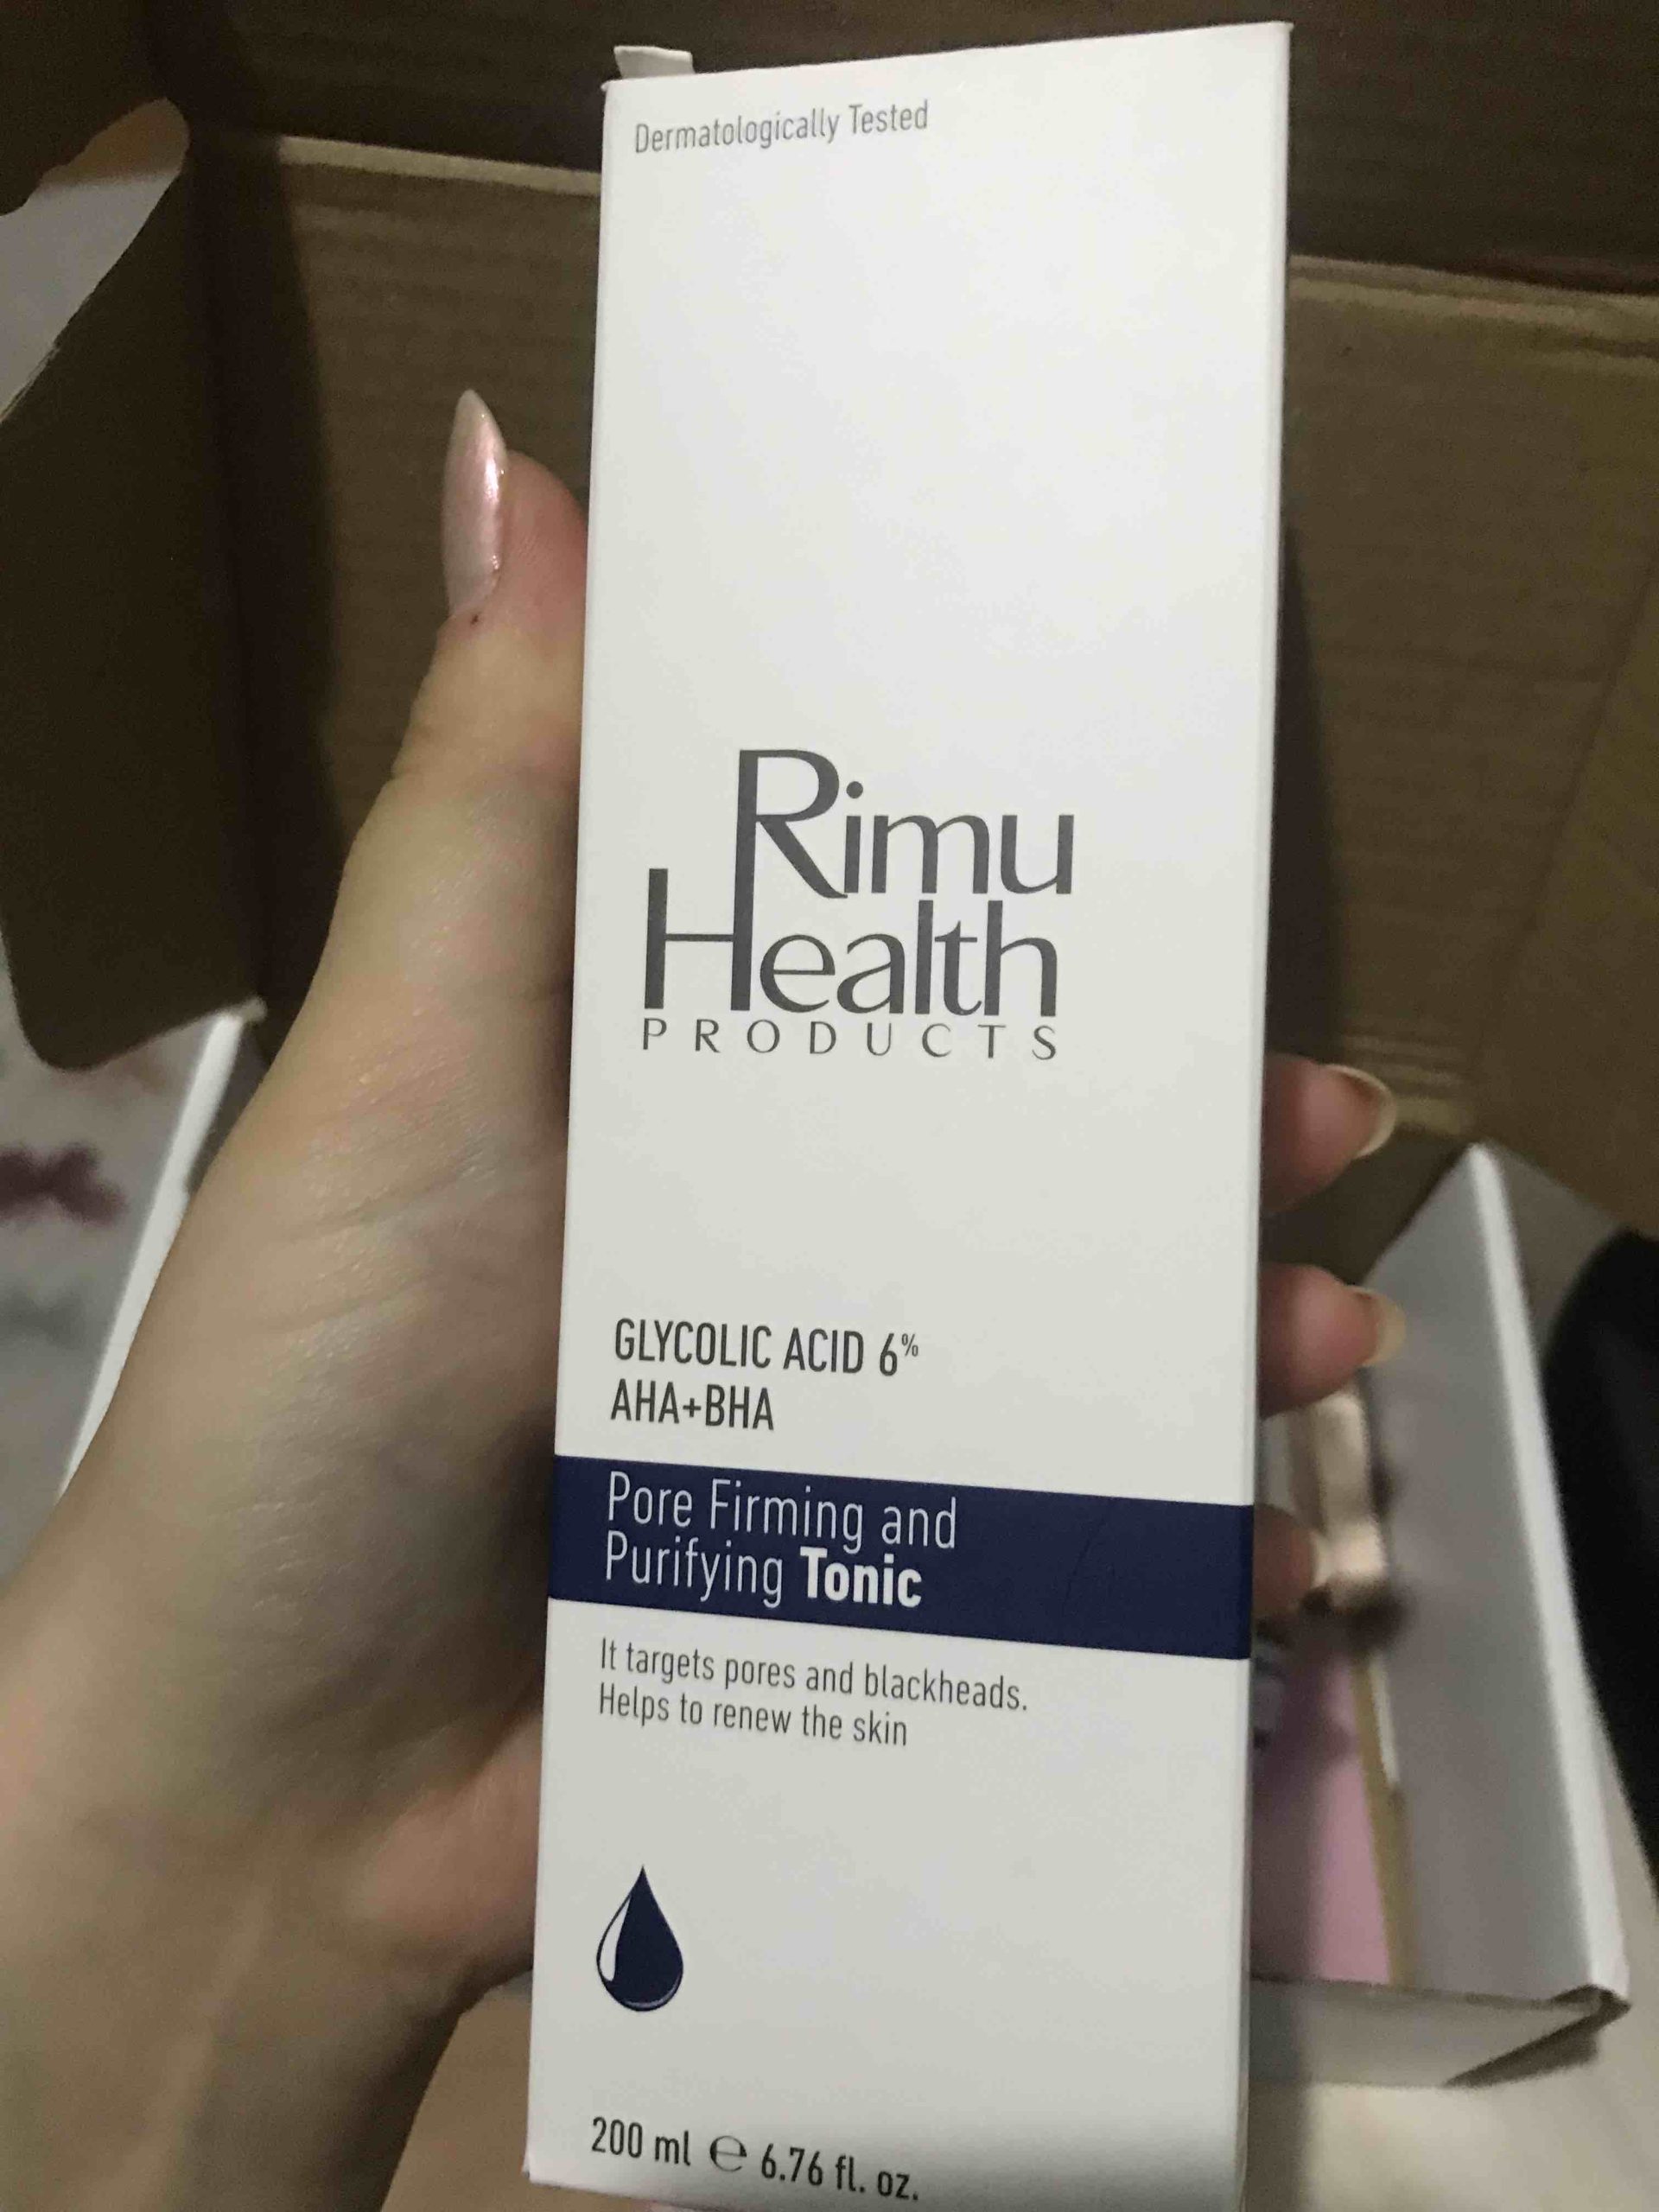 Dermatologically Tested
Rimu
Health
PRODUCTS
GLYCOLIC ACID 6%
AHA+BHA
Pore Firming and
Purifying Tonic
It targets pores and blackheads.
Helps to renew the skin
200 ml ℮ 6.76 fl. oz.